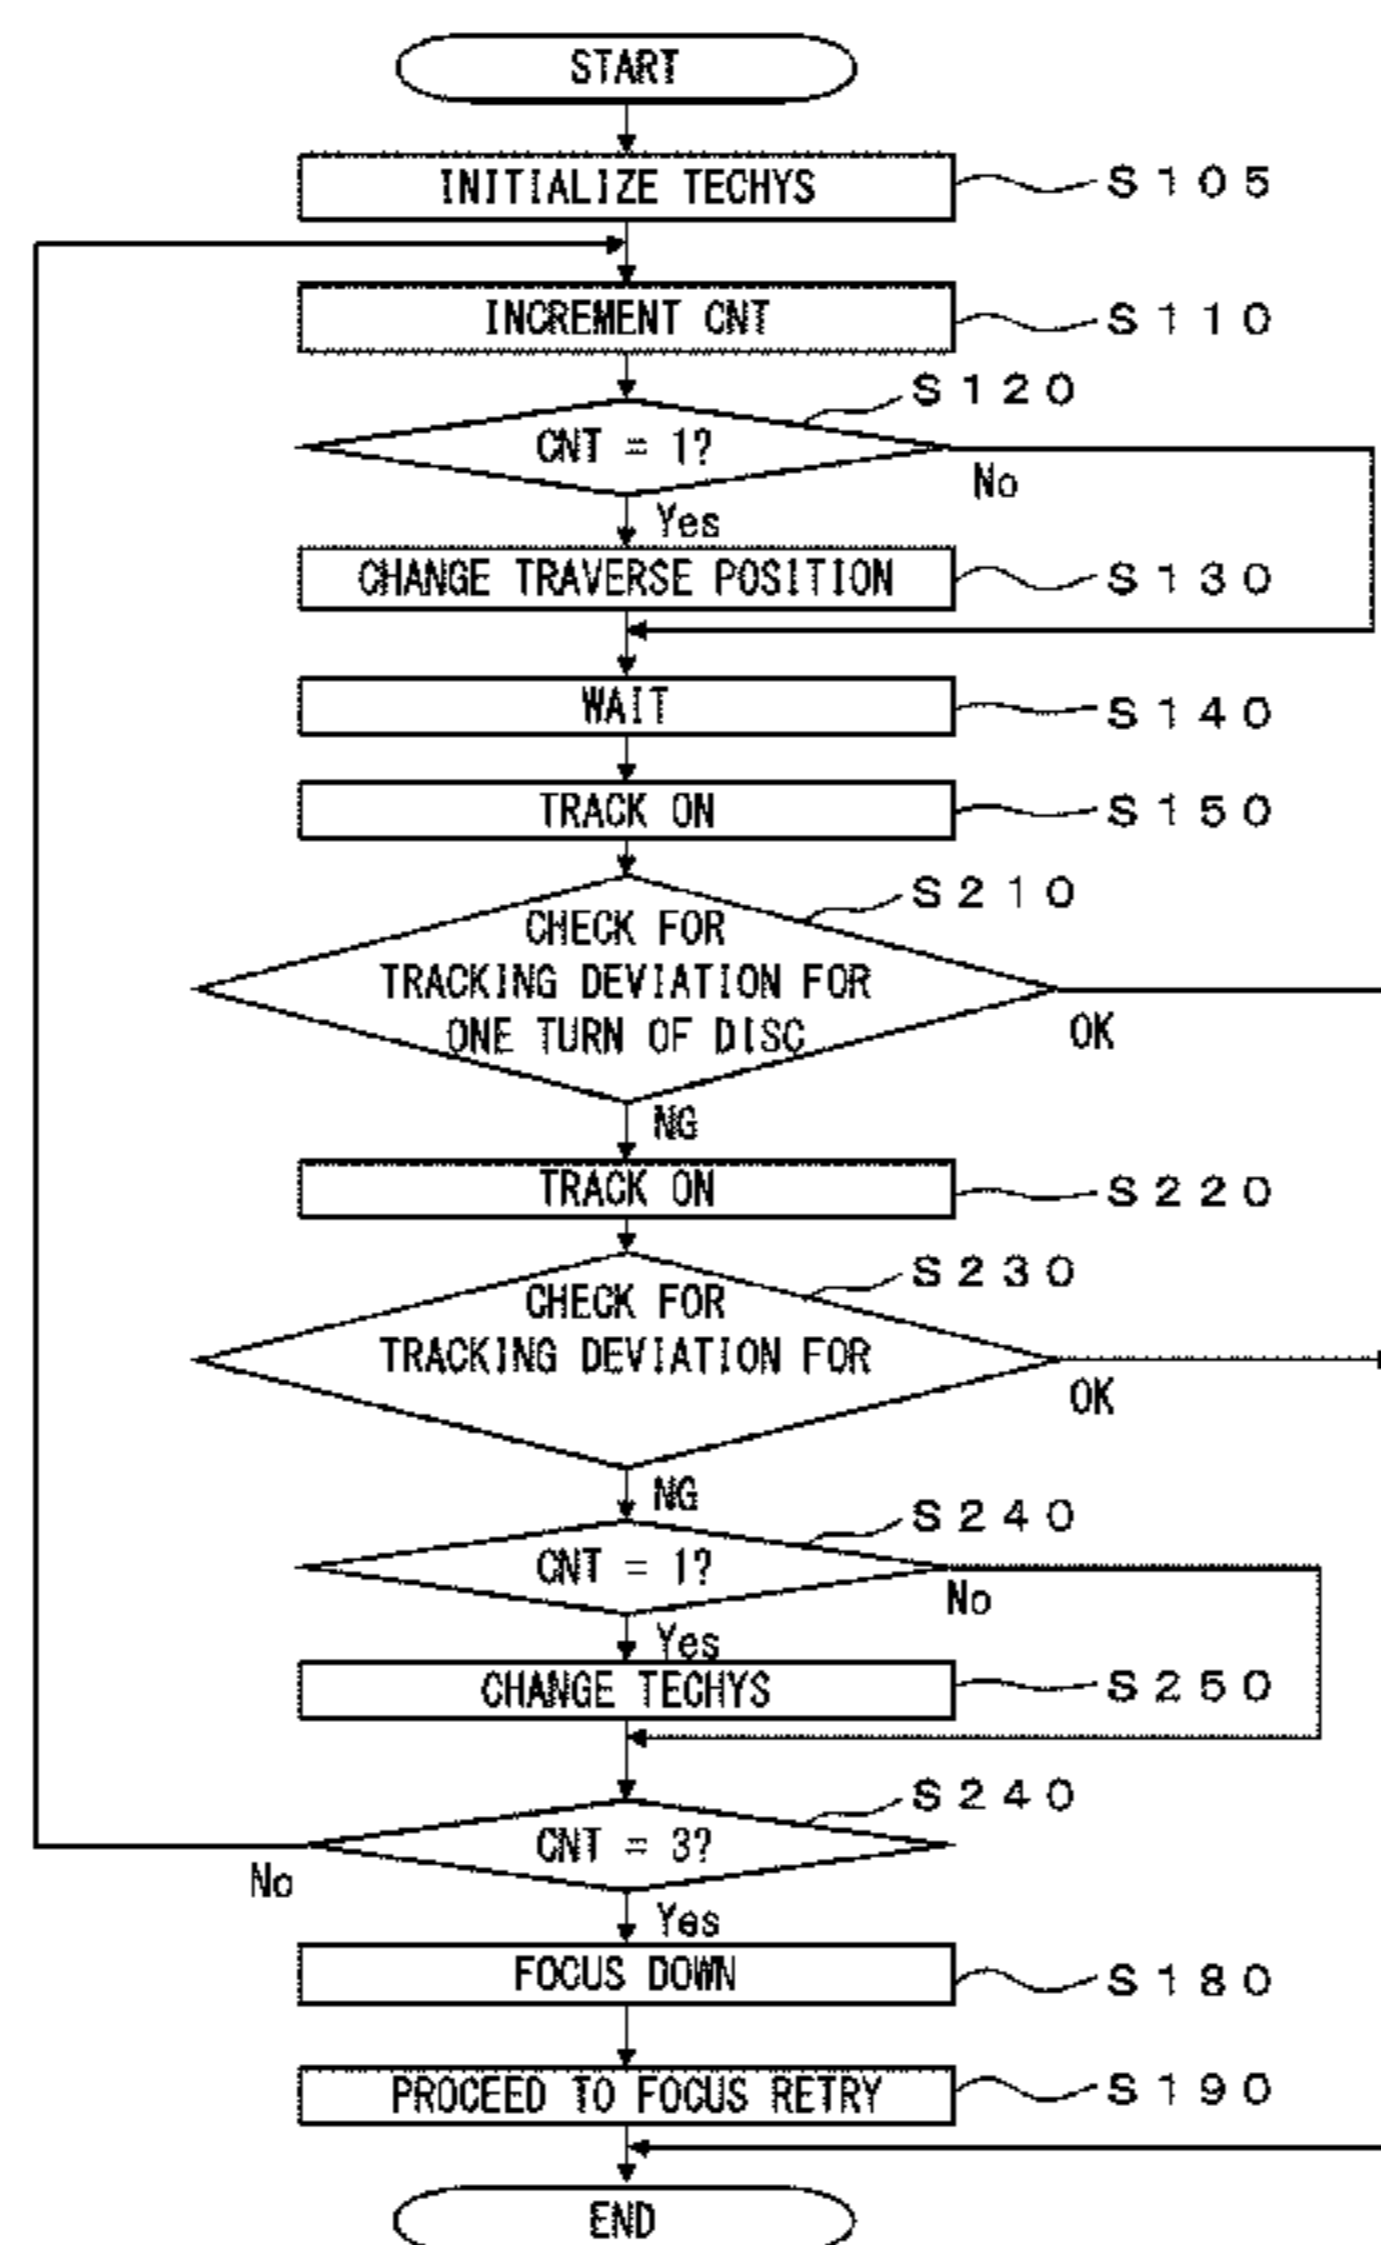 START
INITIALIZE TECHYS
S105
INCREMENT CNT
S110
S120
CNT = 1?
No
Yes
CHANGE TRAVERSE POSITION
S130
WAIT
S140
TRACK ON
S150
S210
CHECK FOR
TRACKING DEVIATION FOR
ONE TURN OF DISC
OK
NG
TRACK ON
S220
S230
CHECK FOR
TRACKING DEVIATION FOR
OK
NG
S240
CNT = 1?
No
Yes
CHANGE TECHYS
S250
S240
CNT = 3?
No
Yes
FOCUS DOWN
S180
PROCEED TO FOCUS RETRY
S190
END